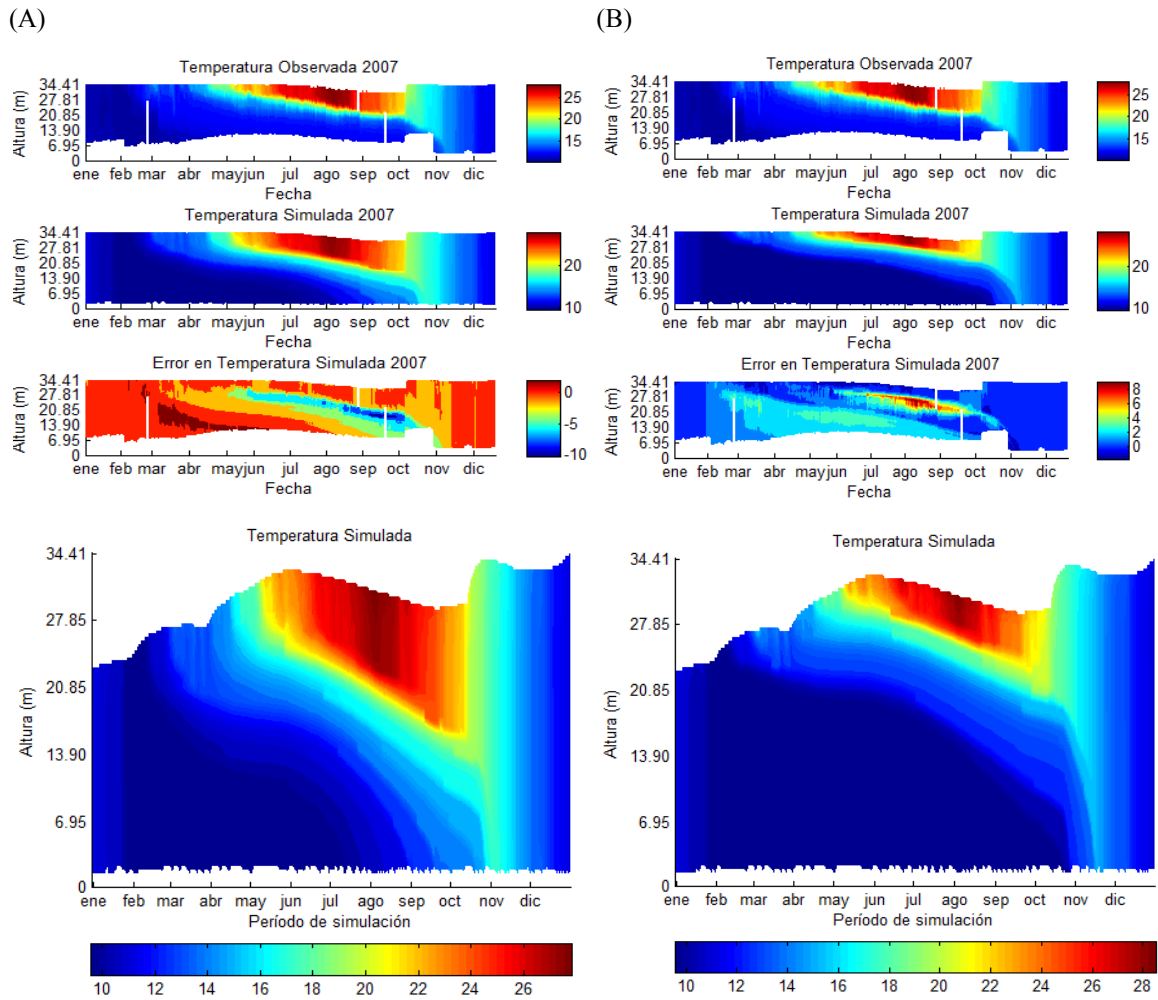 (A)
Temperatura Observada 2007
Altura (m)
34.41
27.81
20.85
13.90
6.95
0
ene feb mar abr may jun jul ago sep oct nov dic
Fecha
25
20
15
Temperatura Simulada 2007
Altura (m)
34.41
27.81
20.85
13.90
6.95
0
ene feb mar abr may jun jul ago sep oct nov dic
Fecha
20
10
Error en Temperatura Simulada 2007
Altura (m)
34.41
27.81
20.85
13.90
6.95
0
ene feb mar abr may jun jul ago sep oct nov dic
Fecha
0
-5
-10
Temperatura Simulada
Altura (m)
34.41
27.85
20.85
13.90
6.95
0
ene feb mar abr may jun jul ago sep oct nov dic
Período de simulación
10 12 14 16 18 20 22 24 26
(B)
Temperatura Observada 2007
Altura (m)
34.41
27.81
20.85
13.90
6.95
0
ene feb mar abr may jun jul ago sep oct nov dic
Fecha
25
20
15
Temperatura Simulada 2007
Altura (m)
34.41
27.81
20.85
13.90
6.95
0
ene feb mar abr may jun jul ago sep oct nov dic
Fecha
20
10
Error en Temperatura Simulada 2007
Altura (m)
34.41
27.81
20.85
13.90
6.95
0
ene feb mar abr may jun jul ago sep oct nov dic
Fecha
8
6
4
2
0
Temperatura Simulada
Altura (m)
34.41
27.85
20.85
13.90
6.95
0
ene feb mar abr may jun jul ago sep oct nov dic
Período de simulación
10 12 14 16 18 20 22 24 26 28